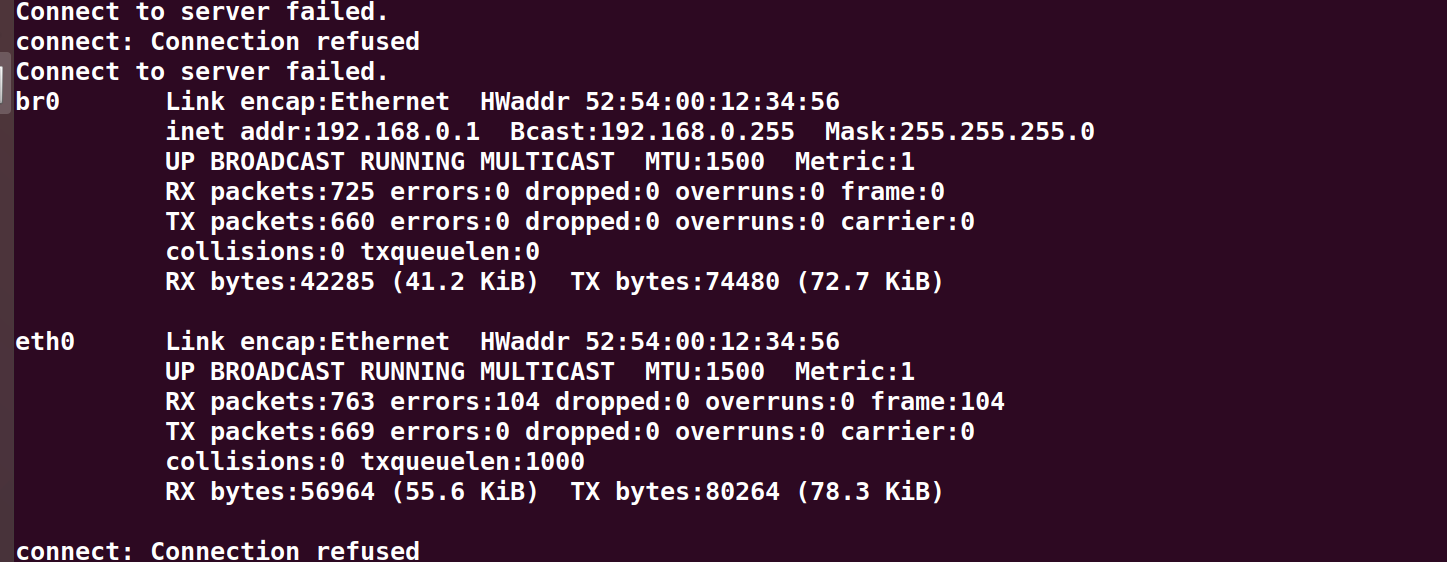 Connect to server failed.
connect: Connection refused
Connect to server failed.
br0       Link encap:Ethernet  HWaddr 52:54:00:12:34:56
          inet addr:192.168.0.1  Bcast:192.168.0.255  Mask:255.255.255.0
          UP BROADCAST RUNNING MULTICAST  MTU:1500  Metric:1
          RX packets:725 errors:0 dropped:0 overruns:0 frame:0
          TX packets:660 errors:0 dropped:0 overruns:0 carrier:0
          collisions:0 txqueuelen:0
          RX bytes:42285 (41.2 KiB)  TX bytes:74480 (72.7 KiB)

eth0      Link encap:Ethernet  HWaddr 52:54:00:12:34:56
          UP BROADCAST RUNNING MULTICAST  MTU:1500  Metric:1
          RX packets:763 errors:104 dropped:0 overruns:0 frame:104
          TX packets:669 errors:0 dropped:0 overruns:0 carrier:0
          collisions:0 txqueuelen:1000
          RX bytes:56964 (55.6 KiB)  TX bytes:80264 (78.3 KiB)

connect: Connection refused